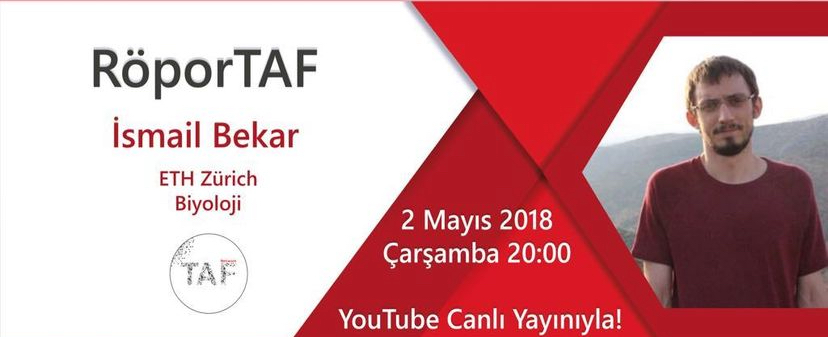 RöporTAF
İsmail Bekar
ETH Zürich
Biyoloji
TAF
2 Mayıs 2018
Çarşamba 20:00
YouTube Canlı Yayınıyla!